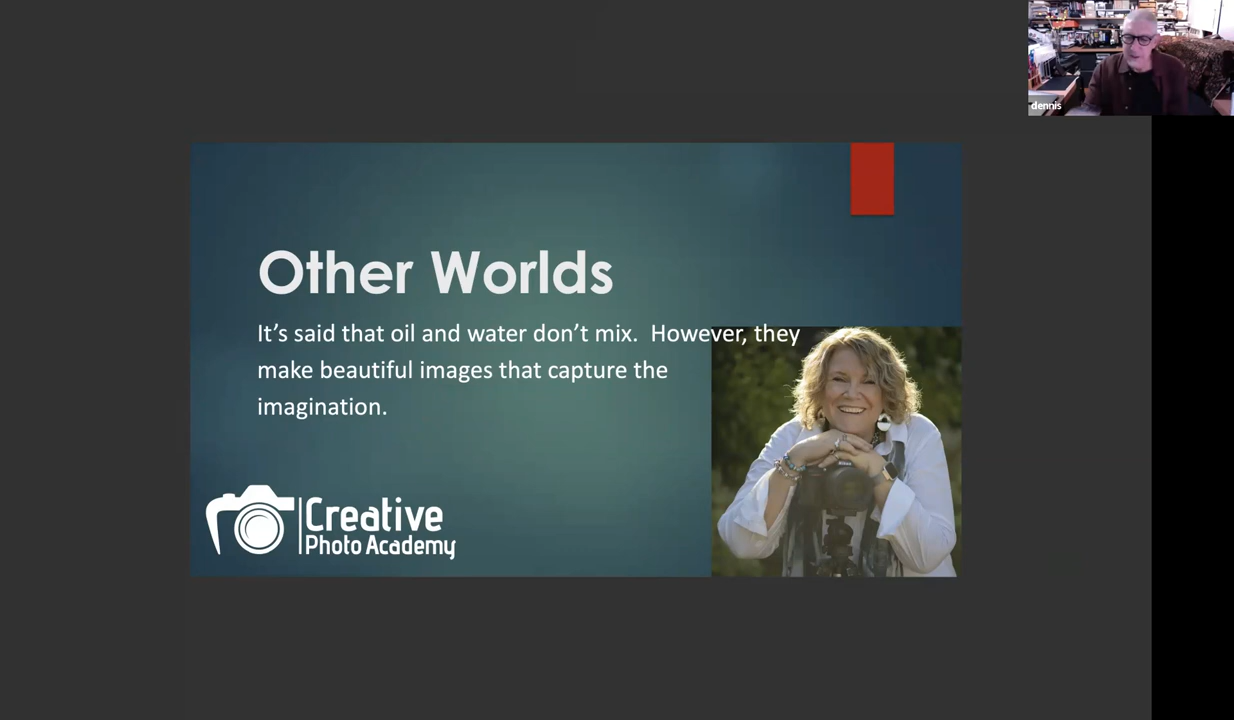 dennis
Other Worlds
It’s said that oil and water don’t mix.  However, they
make beautiful images that capture the
imagination.
Creative
Photo Academy
Nikon